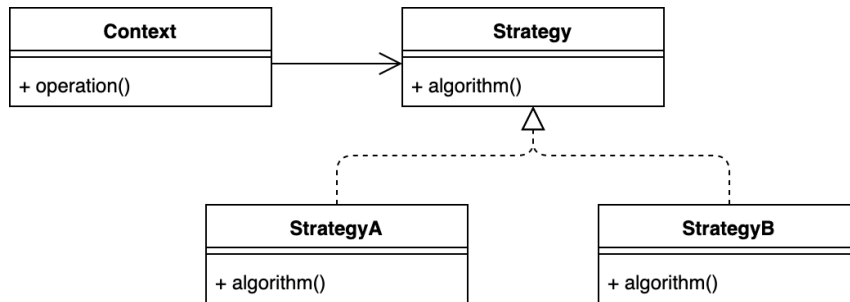 Context
+ operation()
Strategy
+ algorithm()
StrategyA
+ algorithm()
StrategyB
+ algorithm()